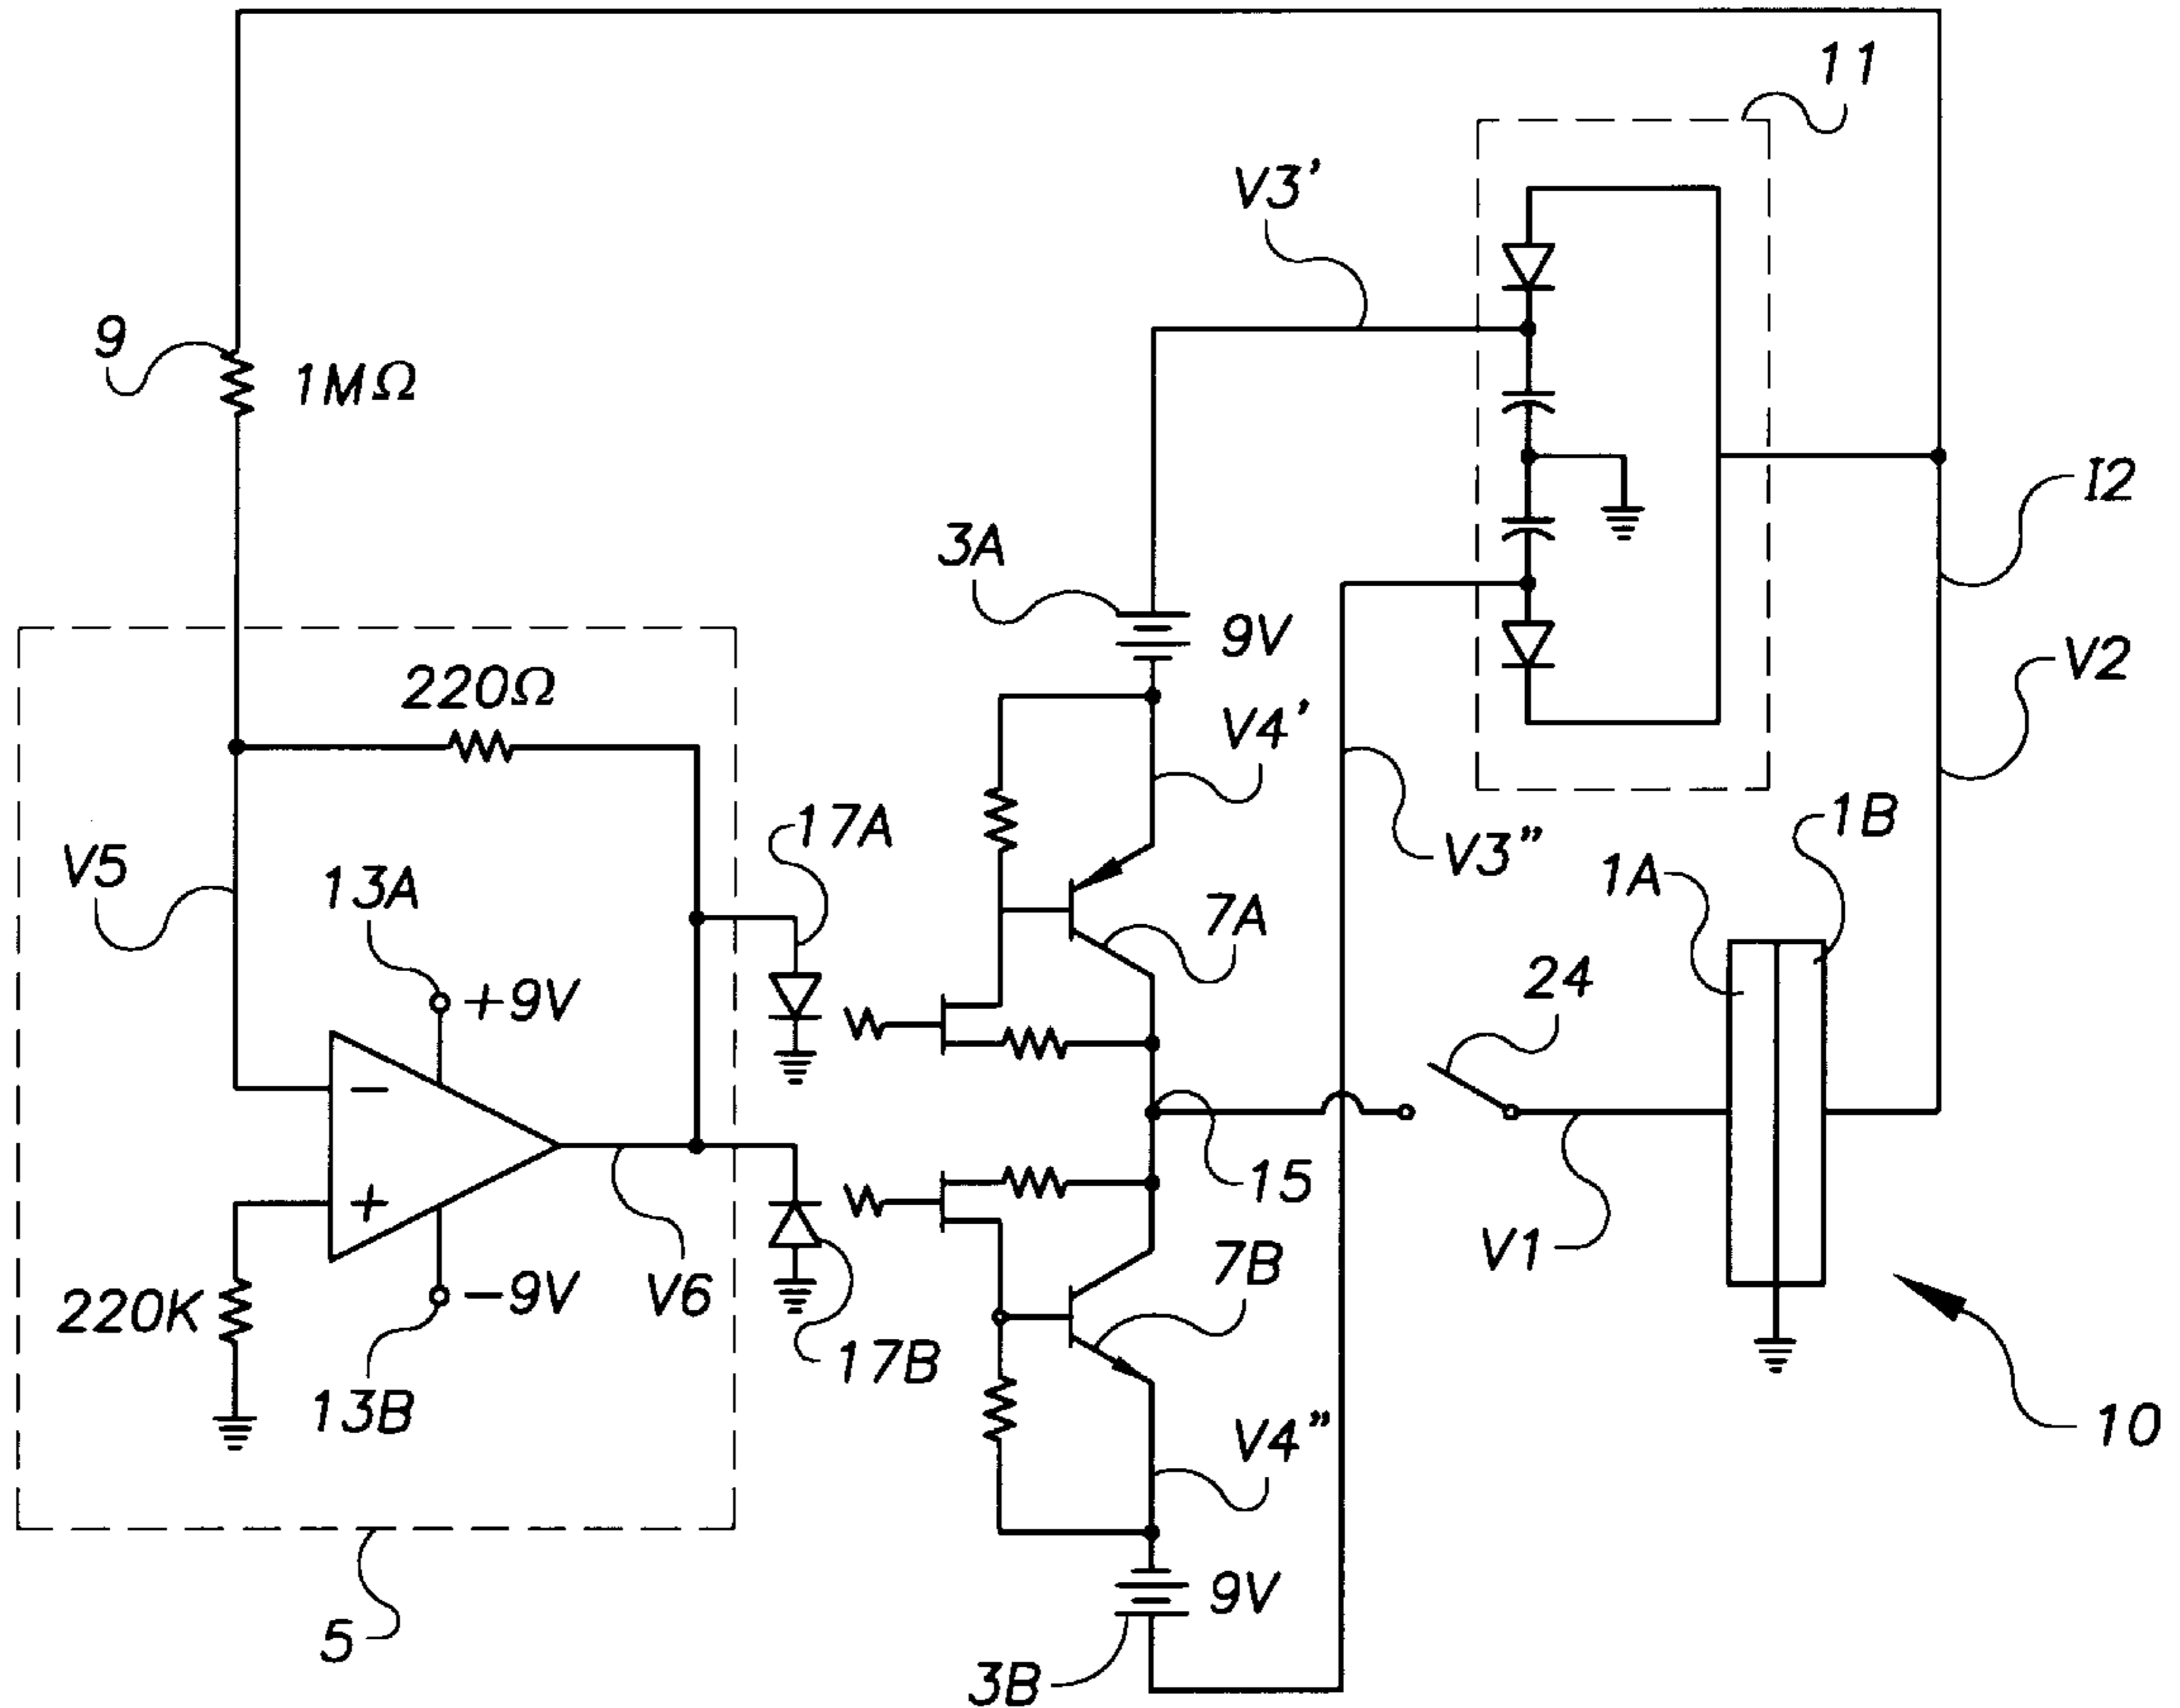 11
V3'
9
1MΩ
I2
3A
9V
V2
220Ω
V4'
17A
1B
V5
V3”
1A
13A
7A
24
+9V
−
15
+
V1
7B
−9V
V6
220K
17B
13B
V4”
10
9V
5
3B